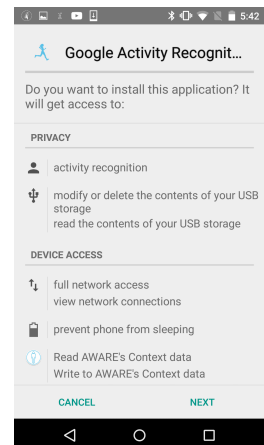 5:42
Google Activity Recognit...
Do you want to install this application? It
will get access to:
PRIVACY
activity recognition
modify or delete the contents of your USB
storage
read the contents of your USB storage
DEVICE ACCESS
full network access
view network connections
prevent phone from sleeping
Read AWARE's Context data
Write to AWARE's Context data
CANCEL
NEXT